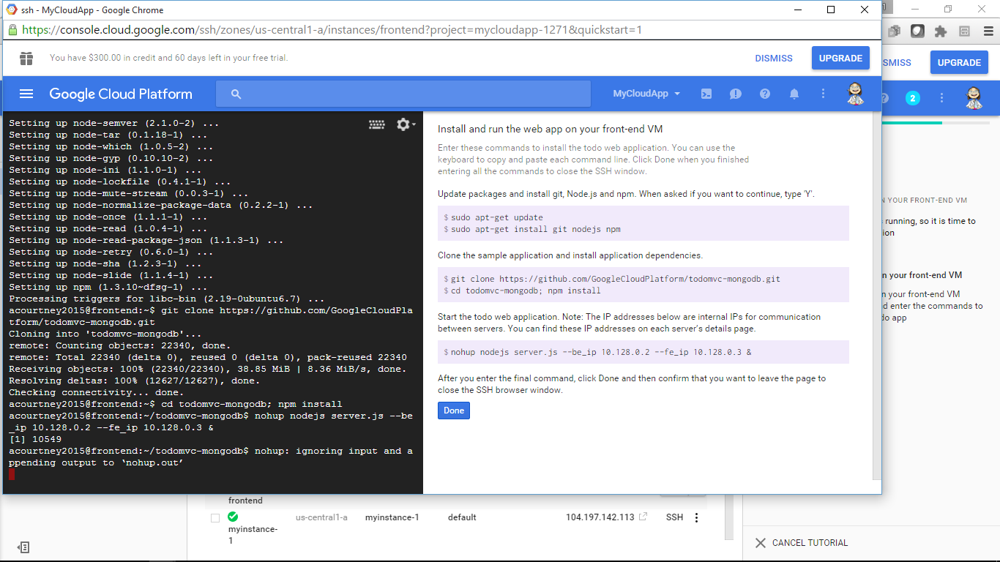 ssh - MyCloudApp - Google Chrome
https://console.cloud.google.com/ssh/zones/us-central1-a/instances/frontend?project=mycloudapp-1271&quickstart=1
You have $300.00 in credit and 60 days left in your free trial.
DISMISS
UPGRADE
SMISS
UPGRADE
Google Cloud Platform
MyCloudApp
2
Setting up node-semver (2.1.0-2) ...
Setting up node-tar (0.1.18-1) ...
Setting up node-which (1.0.5-2) ...
Setting up node-gyp (0.10.10-2) ...
Setting up node-ini (1.1.0-1) ...
Setting up node-lockfile (0.4.1-1) ...
Setting up node-mute-stream (0.0.3-1) ...
Setting up node-normalize-package-data (0.2.2-1) ...
Setting up node-once (1.1.1-1) ...
Setting up node-read (1.0.4-1) ...
Setting up node-read-package-json (1.1.3-1) ...
Setting up node-retry (0.6.0-1) ...
Setting up node-sha (1.2.3-1) ...
Setting up node-slide (1.1.4-1) ...
Setting up npm (1.3.10~dfsg-1) ...
Processing triggers for libc-bin (2.19-0ubuntu6.7) ...
acourtney2015@frontend:~$ git clone https://github.com/GoogleCloudPla
tform/todomvc-mongodb.git
Cloning into 'todomvc-mongodb'...
remote: Counting objects: 22340, done.
remote: Total 22340 (delta 0), reused 0 (delta 0), pack-reused 22340
Receiving objects: 100% (22340/22340), 38.85 MiB | 8.36 MiB/s, done.
Resolving deltas: 100% (12627/12627), done.
Checking connectivity... done.
acourtney2015@frontend:~$ cd todomvc-mongodb; npm install
acourtney2015@frontend:~/todomvc-mongodb$ nohup nodejs server.js --be
_ip 10.128.0.2 --fe_ip 10.128.0.3 &
[1] 10549
acourtney2015@frontend:~/todomvc-mongodb$ nohup: ignoring input and a
ppending output to ‘nohup.out’
Install and run the web app on your front-end VM
Enter these commands to install the todo web application. You can use the
keyboard to copy and paste each command line. Click Done when you finished
entering all the commands to close the SSH window.
Update packages and install git, Node.js and npm. When asked if you want to continue, type 'Y'.
$ sudo apt-get update
$ sudo apt-get install git nodejs npm
Clone the sample application and install application dependencies.
$ git clone https://github.com/GoogleCloudPlatform/todomvc-mongodb.git
$ cd todomvc-mongodb; npm install
Start the todo web application. Note: The IP addresses below are internal IPs for communication
between servers. You can find these IP addresses on each server's details page.
$ nohup nodejs server.js --be_ip 10.128.0.2 --fe_ip 10.128.0.3 &
After you enter the final command, click Done and then confirm that you want to leave the page to
close the SSH browser window.
Done
N YOUR FRONT-END VM
running, so it is time to
ion
n your front-end VM
n your front-end VM
d enter the commands to
do app
frontend
us-central1-a myinstance-1 default 104.197.142.113 SSH
myinstance-
1
CANCEL TUTORIAL